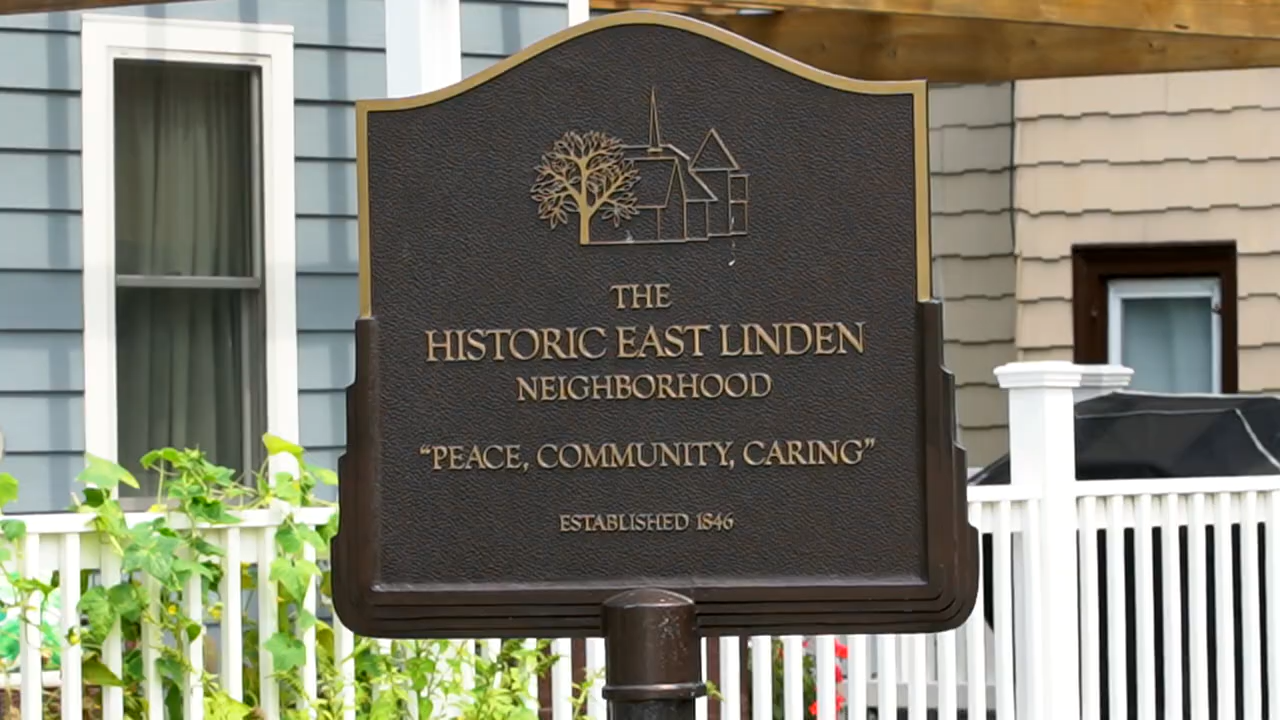 THE
HISTORIC EAST LINDEN
NEIGHBORHOOD
“PEACE, COMMUNITY, CARING”
ESTABLISHED 1846